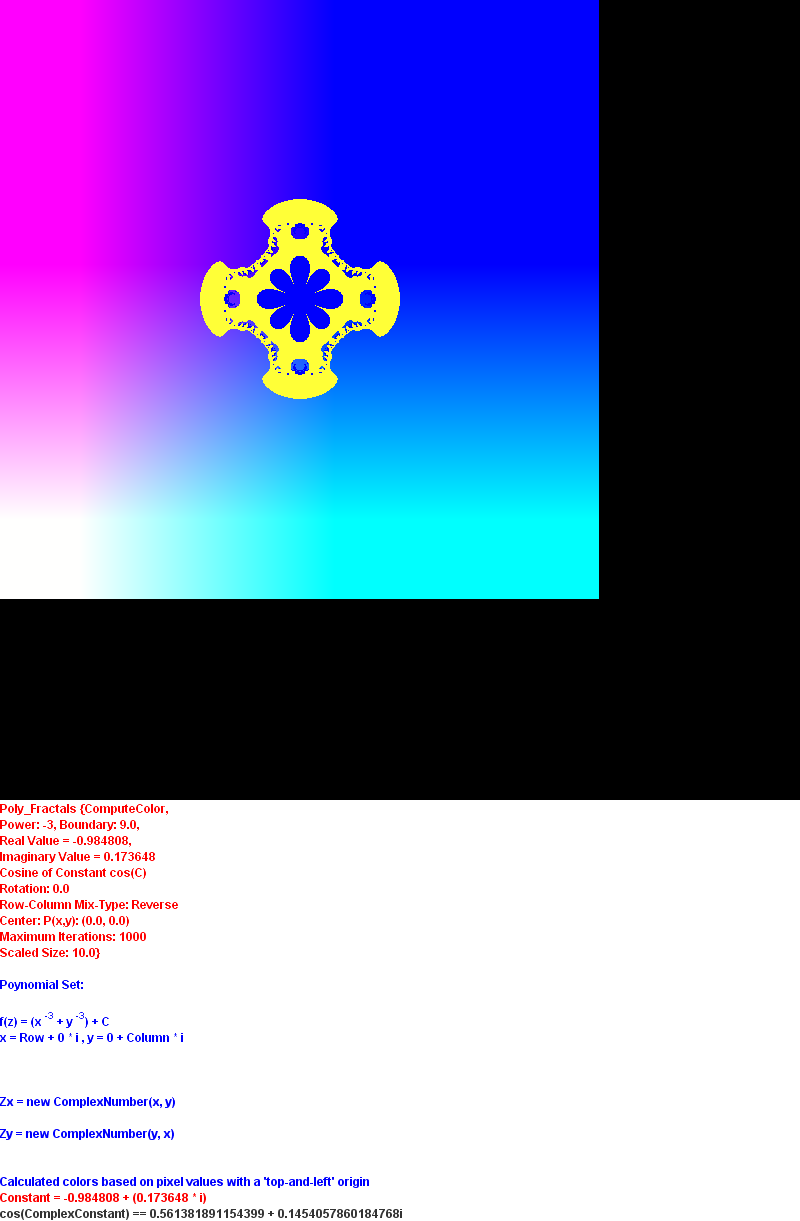 Poly_Fractals {ComputeColor,
Power: -3, Boundary: 9.0,
Real Value = -0.984808,
Imaginary Value = 0.173648
Cosine of Constant cos(C)
Rotation: 0.0
Row-Column Mix-Type: Reverse
Center: P(x,y): (0.0, 0.0)
Maximum Iterations: 1000
Scaled Size: 10.0}
Poynomial Set:
f(z) = (x -3 + y -3) + C
x = Row + 0 * i , y = 0 + Column * i
Zx = new ComplexNumber(x, y)
Zy = new ComplexNumber(y, x)
Calculated colors based on pixel values with a 'top-and-left' origin
Constant = -0.984808 + (0.173648 * i)
cos(ComplexConstant) == 0.561381891154399 + 0.1454057860184768i